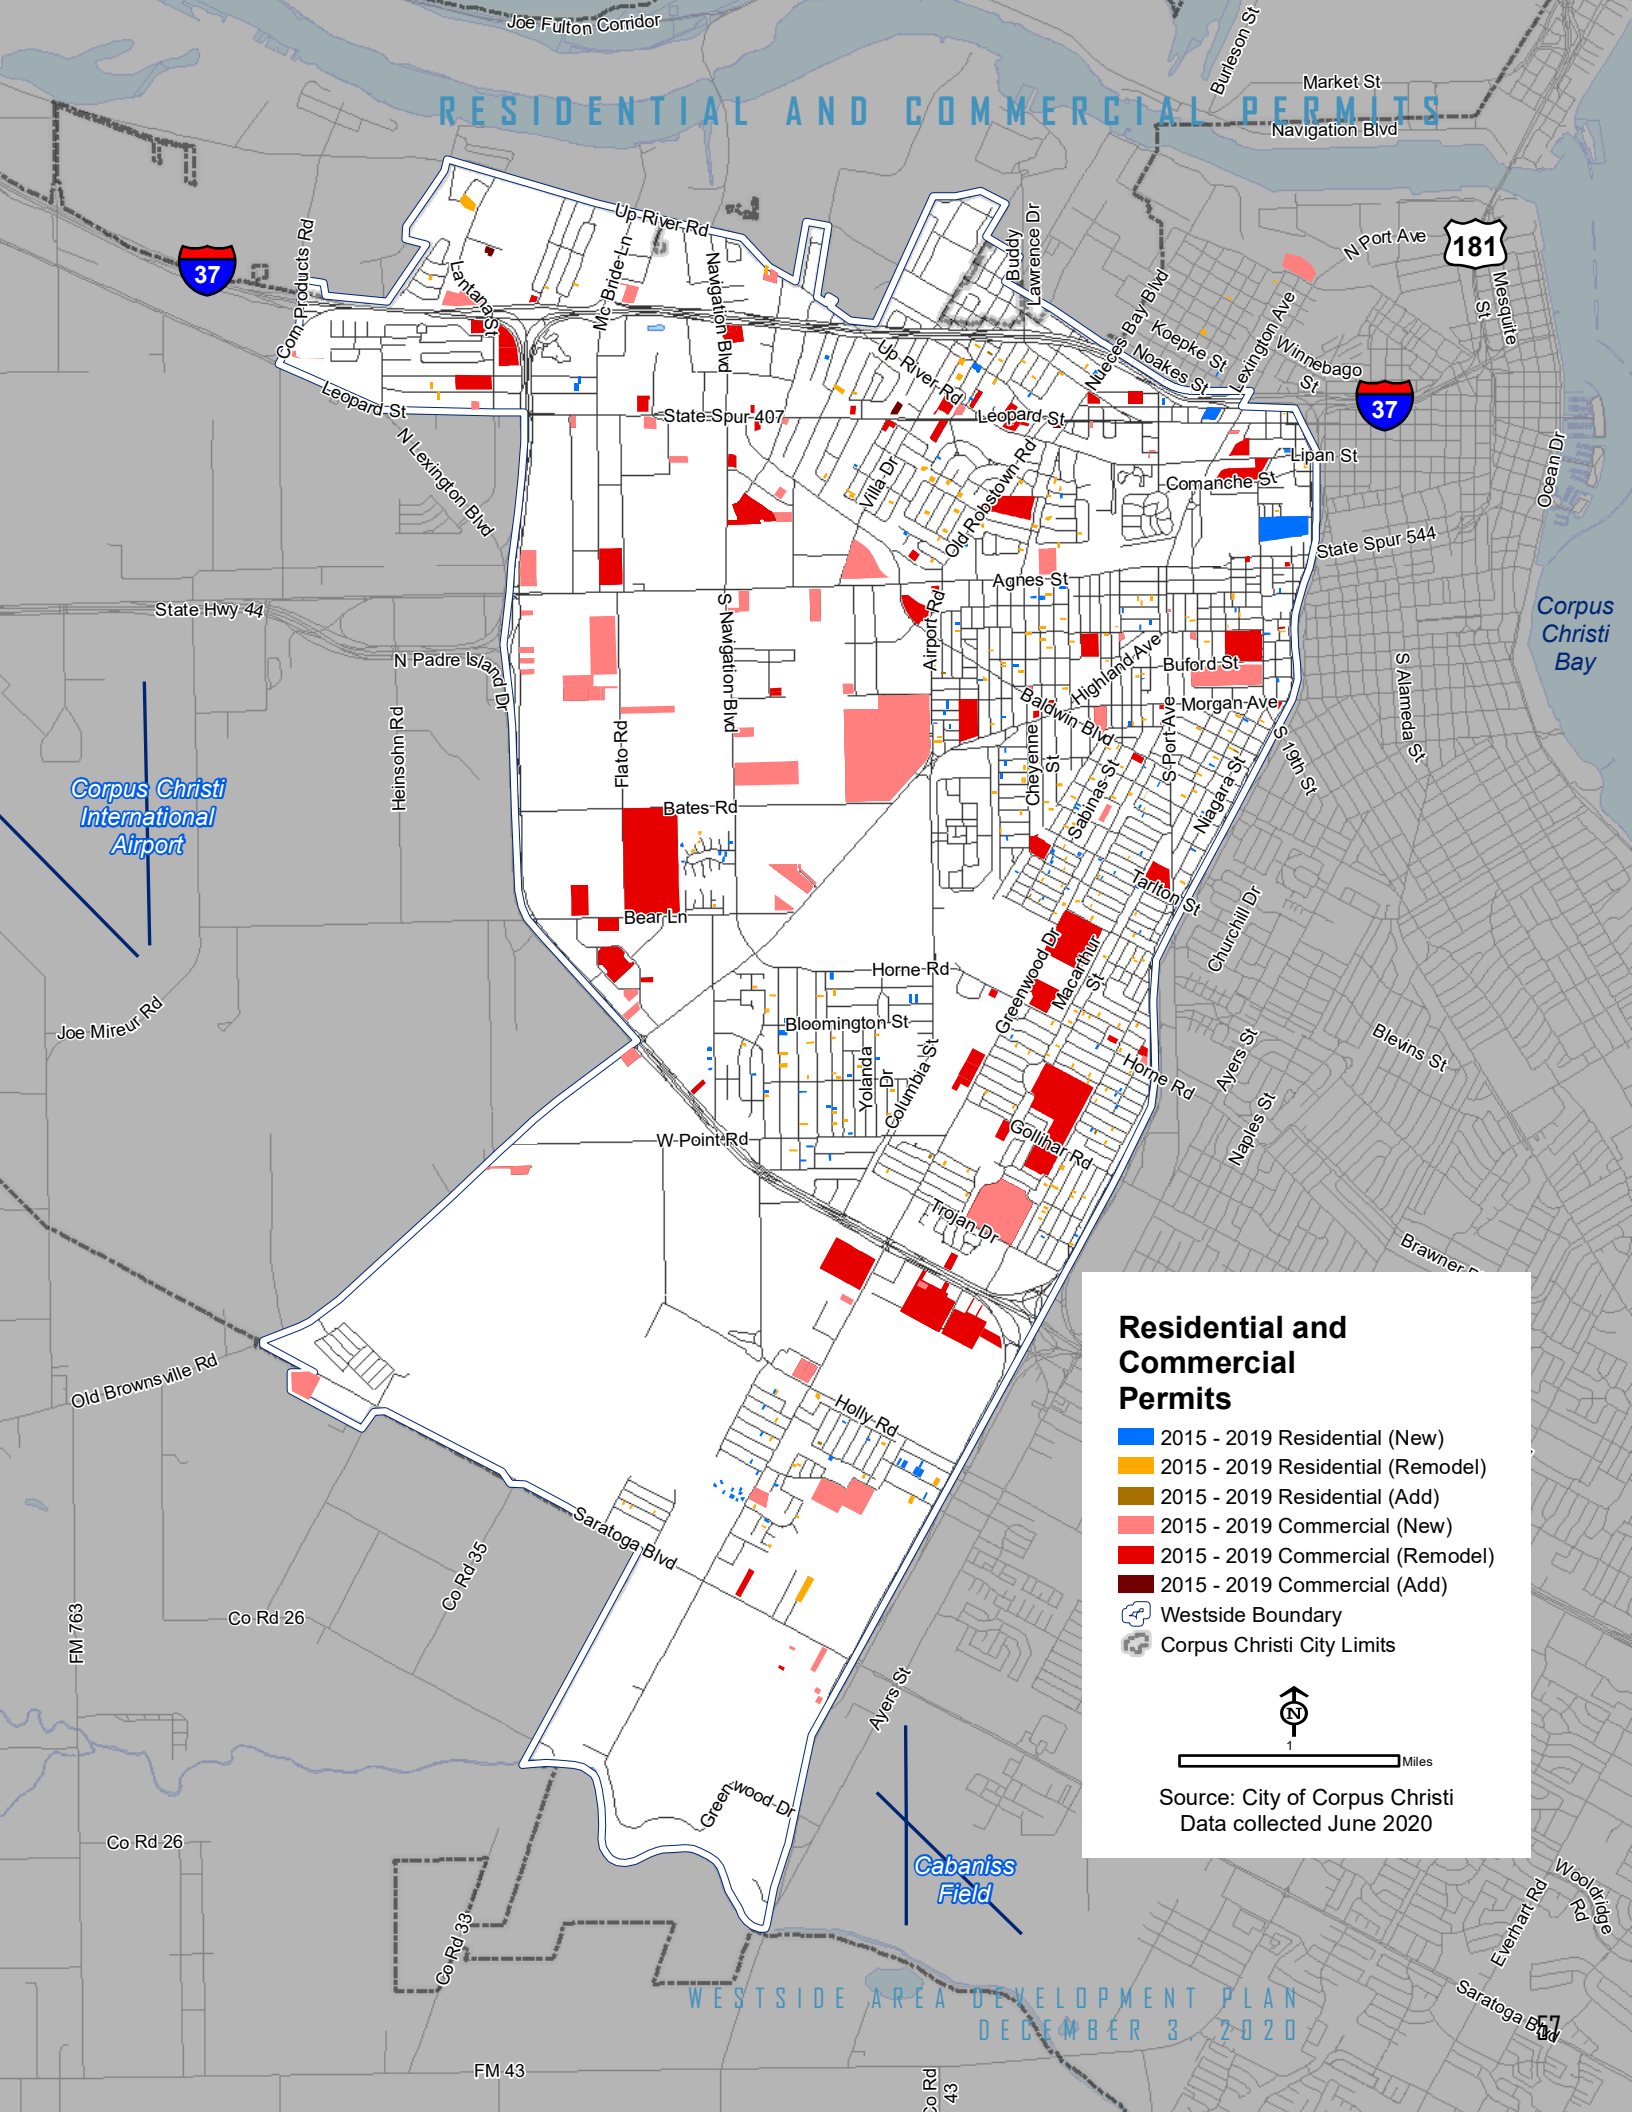 Joe Fulton Corridor
Burleson St
Market St
RESIDENTIAL AND COMMERCIAL PERMITS
Navigation Blvd
Up River Rd
Buddy
Lawrence Dr
N Port Ave
181
37
Corn Products Rd
Lantana St
Mc Bride Ln
Navigation Blvd
Nueces Bay Blvd
Mesquite
St
Koepke St
Noakes St
Lexington Ave
Winnebago
St
37
Up River Rd
Leopard St
State Spur 407
Leopard St
N Lexington Blvd
Villa Dr
Old Robstown Rd
Lipan St
Comanche St
Ocean Dr
State Spur 544
Agnes St
State Hwy 44
S Navigation Blvd
Airport Rd
Corpus
Christi
Bay
N Padre Island Dr
Highland Ave
Buford St
Morgan Ave
Baldwin Blvd
S Alameda St
Heinsohn Rd
Flato Rd
Cheyenne
St
S Port Ave
S 19th St
Corpus Christi
International
Airport
Bates Rd
Sabinas St
Niagara St
Tarlton St
Bear Ln
Churchill Dr
Greenwood Dr
Macarthur
St
Horne Rd
Joe Mireur Rd
Bloomington St
Yolanda
Dr
Columbia St
Horne Rd
Ayers St
Blevins St
Naples St
W Point Rd
Gollihar Rd
Trojan Dr
Brawner
Old Brownsville Rd
Holly Rd
Residential and
Commercial
Permits
2015 - 2019 Residential (New)
2015 - 2019 Residential (Remodel)
2015 - 2019 Residential (Add)
2015 - 2019 Commercial (New)
2015 - 2019 Commercial (Remodel)
2015 - 2019 Commercial (Add)
Westside Boundary
Corpus Christi City Limits
N
1
Miles
Source: City of Corpus Christi
Data collected June 2020
Saratoga Blvd
Co Rd 35
Co Rd 26
FM 763
Ayers St
Greenwood Dr
Co Rd 26
Cabaniss
Field
Co Rd 33
Everhart Rd
Wooldridge
Rd
Saratoga Blvd
WESTSIDE AREA DEVELOPMENT PLAN
DECEMBER 3, 2020
57
FM 43
Co Rd
43